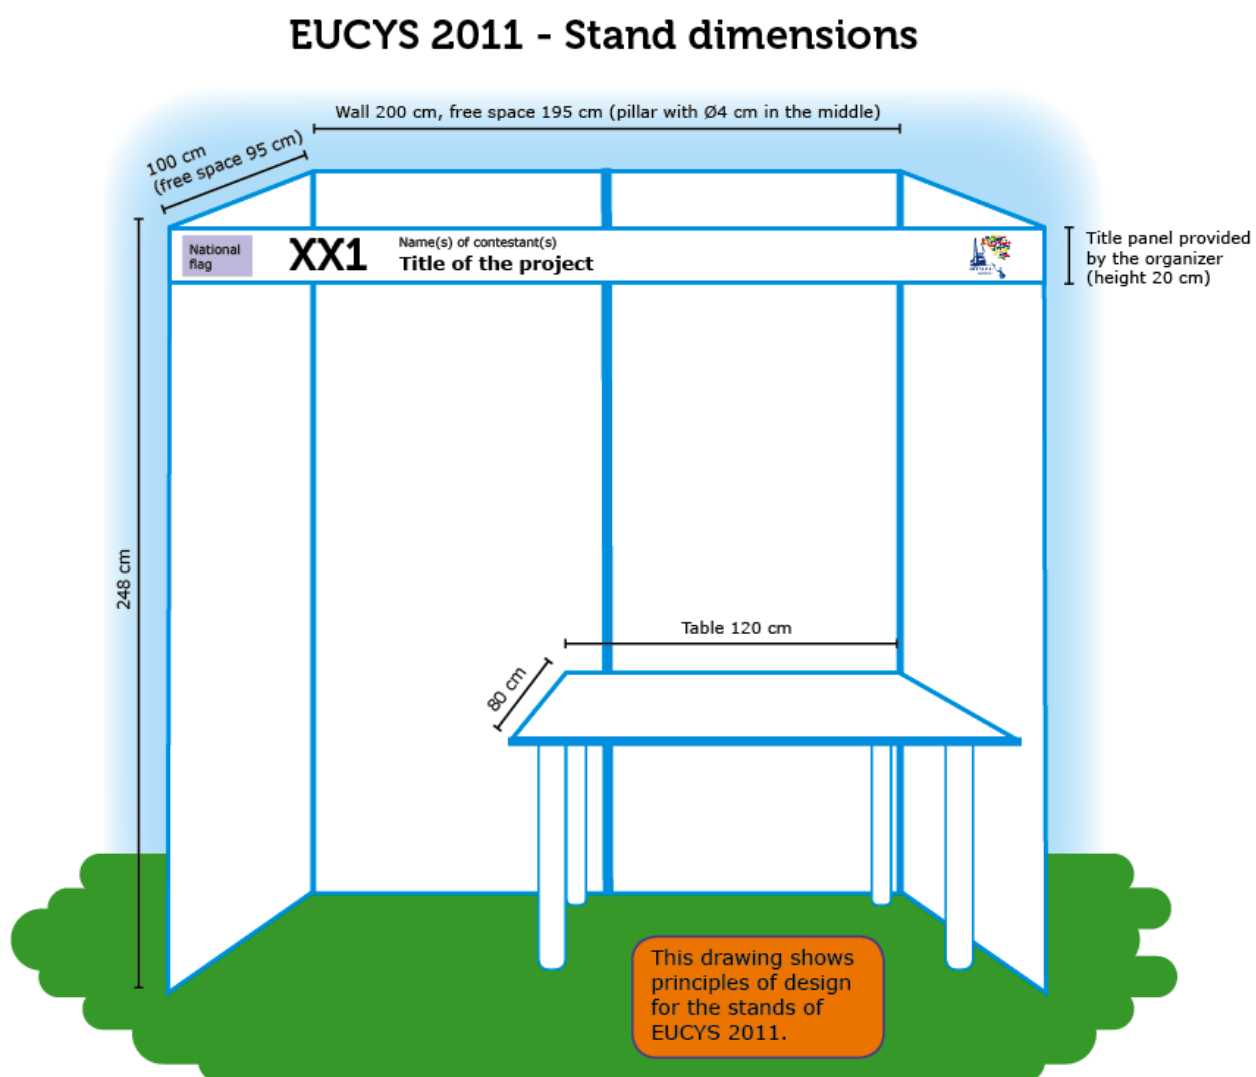 EUCYS 2011 - Stand dimensions
Wall 200 cm, free space 195 cm (pillar with Ø4 cm in the middle)
100 cm
(free space 95 cm)
National
flag
XX1
Name(s) of contestant(s)
Title of the project
Title panel provided
by the organizer
(height 20 cm)
248 cm
Table 120 cm
80 cm
This drawing shows
principles of design
for the stands of
EUCYS 2011.